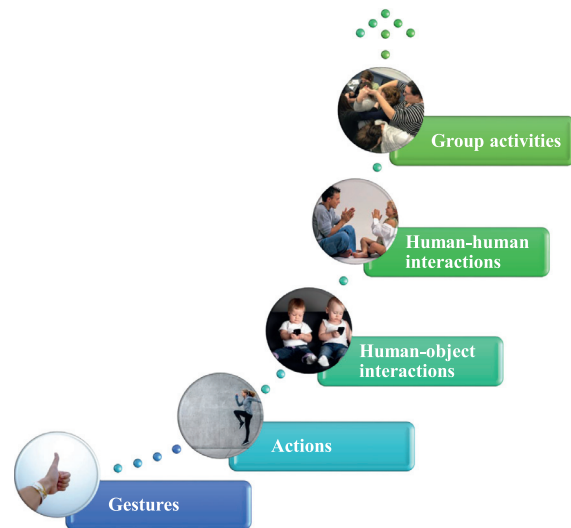 Group activities
Human-human
interactions
Human-object
interactions
Actions
Gestures